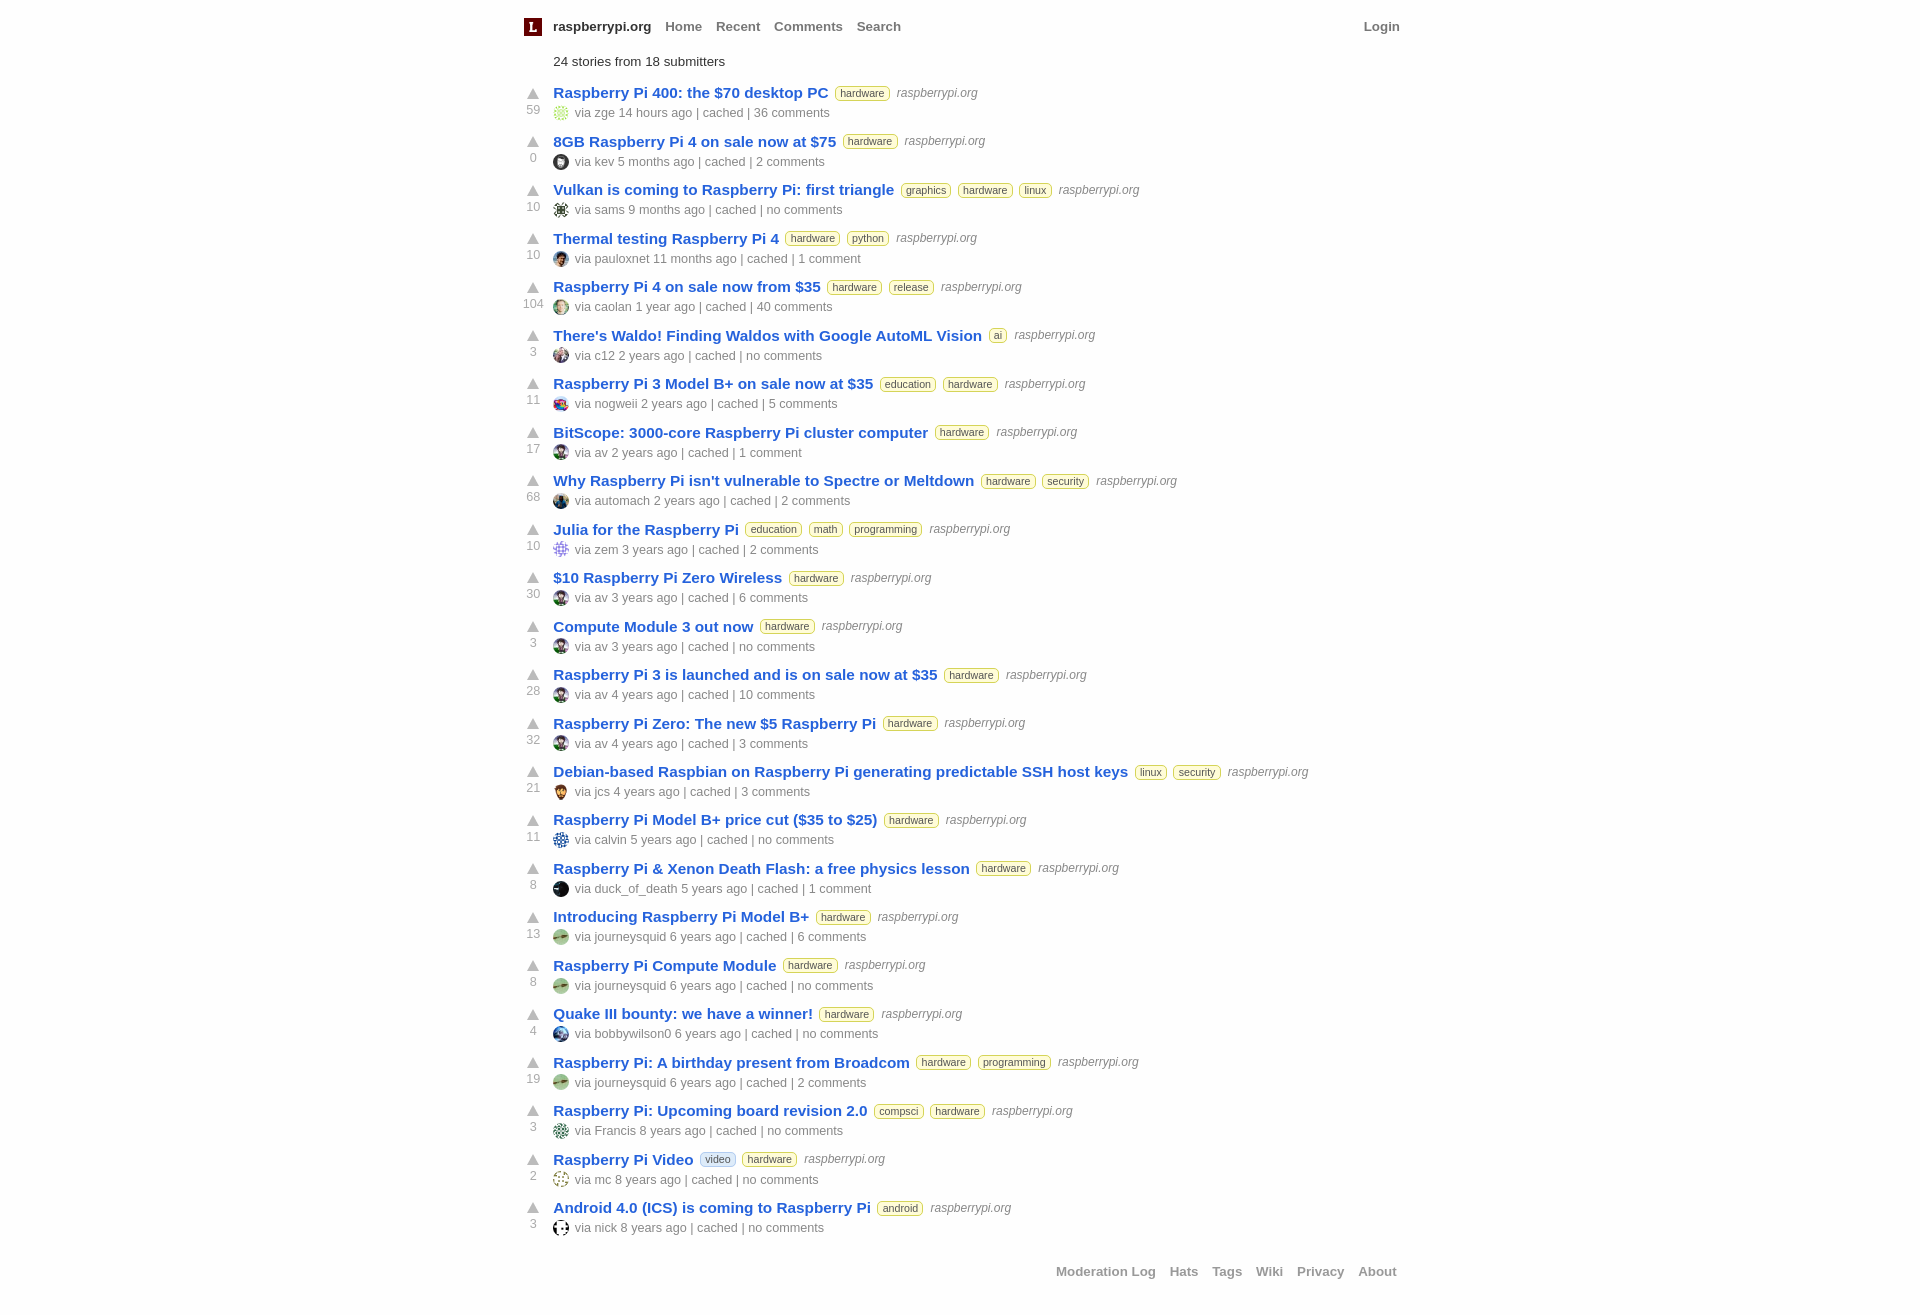 L raspberrypi.org Home Recent Comments Search Login
24 stories from 18 submitters
Raspberry Pi 400: the $70 desktop PC hardware raspberrypi.org
59 via zge 14 hours ago | cached | 36 comments
8GB Raspberry Pi 4 on sale now at $75 hardware raspberrypi.org
0 via kev 5 months ago | cached | 2 comments
Vulkan is coming to Raspberry Pi: first triangle graphics hardware linux raspberrypi.org
10 via sams 9 months ago | cached | no comments
Thermal testing Raspberry Pi 4 hardware python raspberrypi.org
10 via pauloxnet 11 months ago | cached | 1 comment
Raspberry Pi 4 on sale now from $35 hardware release raspberrypi.org
104 via caolan 1 year ago | cached | 40 comments
There's Waldo! Finding Waldos with Google AutoML Vision ai raspberrypi.org
3 via c12 2 years ago | cached | no comments
Raspberry Pi 3 Model B+ on sale now at $35 education hardware raspberrypi.org
11 via nogweii 2 years ago | cached | 5 comments
BitScope: 3000-core Raspberry Pi cluster computer hardware raspberrypi.org
17 via av 2 years ago | cached | 1 comment
Why Raspberry Pi isn't vulnerable to Spectre or Meltdown hardware security raspberrypi.org
68 via automach 2 years ago | cached | 2 comments
Julia for the Raspberry Pi education math programming raspberrypi.org
10 via zem 3 years ago | cached | 2 comments
$10 Raspberry Pi Zero Wireless hardware raspberrypi.org
30 via av 3 years ago | cached | 6 comments
Compute Module 3 out now hardware raspberrypi.org
3 via av 3 years ago | cached | no comments
Raspberry Pi 3 is launched and is on sale now at $35 hardware raspberrypi.org
28 via av 4 years ago | cached | 10 comments
Raspberry Pi Zero: The new $5 Raspberry Pi hardware raspberrypi.org
32 via av 4 years ago | cached | 3 comments
Debian-based Raspbian on Raspberry Pi generating predictable SSH host keys linux security raspberrypi.org
21 via jcs 4 years ago | cached | 3 comments
Raspberry Pi Model B+ price cut ($35 to $25) hardware raspberrypi.org
11 via calvin 5 years ago | cached | no comments
Raspberry Pi & Xenon Death Flash: a free physics lesson hardware raspberrypi.org
8 via duck_of_death 5 years ago | cached | 1 comment
Introducing Raspberry Pi Model B+ hardware raspberrypi.org
13 via journeysquid 6 years ago | cached | 6 comments
Raspberry Pi Compute Module hardware raspberrypi.org
8 via journeysquid 6 years ago | cached | no comments
Quake III bounty: we have a winner! hardware raspberrypi.org
4 via bobbywilson0 6 years ago | cached | no comments
Raspberry Pi: A birthday present from Broadcom hardware programming raspberrypi.org
19 via journeysquid 6 years ago | cached | 2 comments
Raspberry Pi: Upcoming board revision 2.0 compsci hardware raspberrypi.org
3 via Francis 8 years ago | cached | no comments
Raspberry Pi Video video hardware raspberrypi.org
2 via mc 8 years ago | cached | no comments
Android 4.0 (ICS) is coming to Raspberry Pi android raspberrypi.org
3 via nick 8 years ago | cached | no comments
Moderation Log Hats Tags Wiki Privacy About